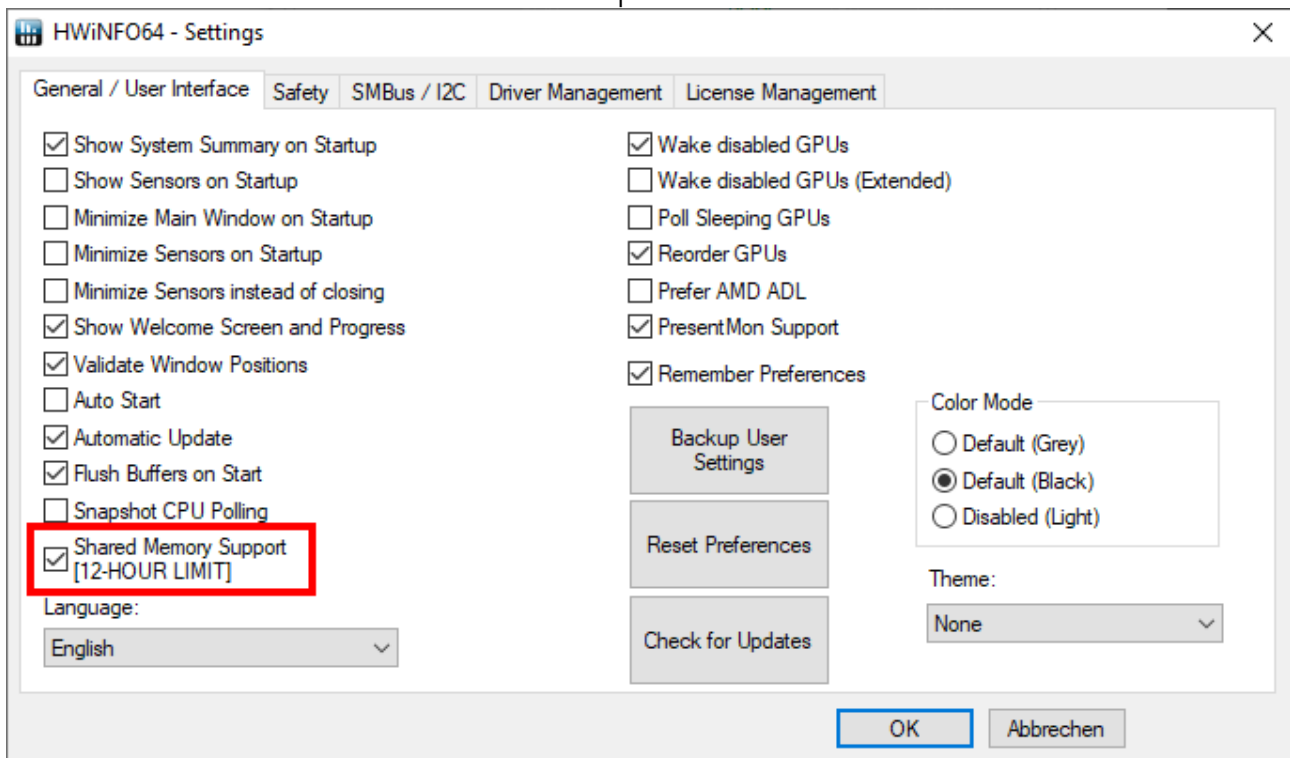 HWiNFO64 - Settings
General / User Interface
Safety
SMBus / I2C
Driver Management
License Management
Show System Summary on Startup
Show Sensors on Startup
Minimize Main Window on Startup
Minimize Sensors on Startup
Minimize Sensors instead of closing
Show Welcome Screen and Progress
Validate Window Positions
Auto Start
Automatic Update
Flush Buffers on Start
Snapshot CPU Polling
Shared Memory Support
[12-HOUR LIMIT]
Language:
English
Wake disabled GPUs
Wake disabled GPUs (Extended)
Poll Sleeping GPUs
Reorder GPUs
Prefer AMD ADL
PresentMon Support
Remember Preferences
Backup User
Settings
Reset Preferences
Check for Updates
Color Mode
Default (Grey)
Default (Black)
Disabled (Light)
Theme:
None
OK
Abbrechen